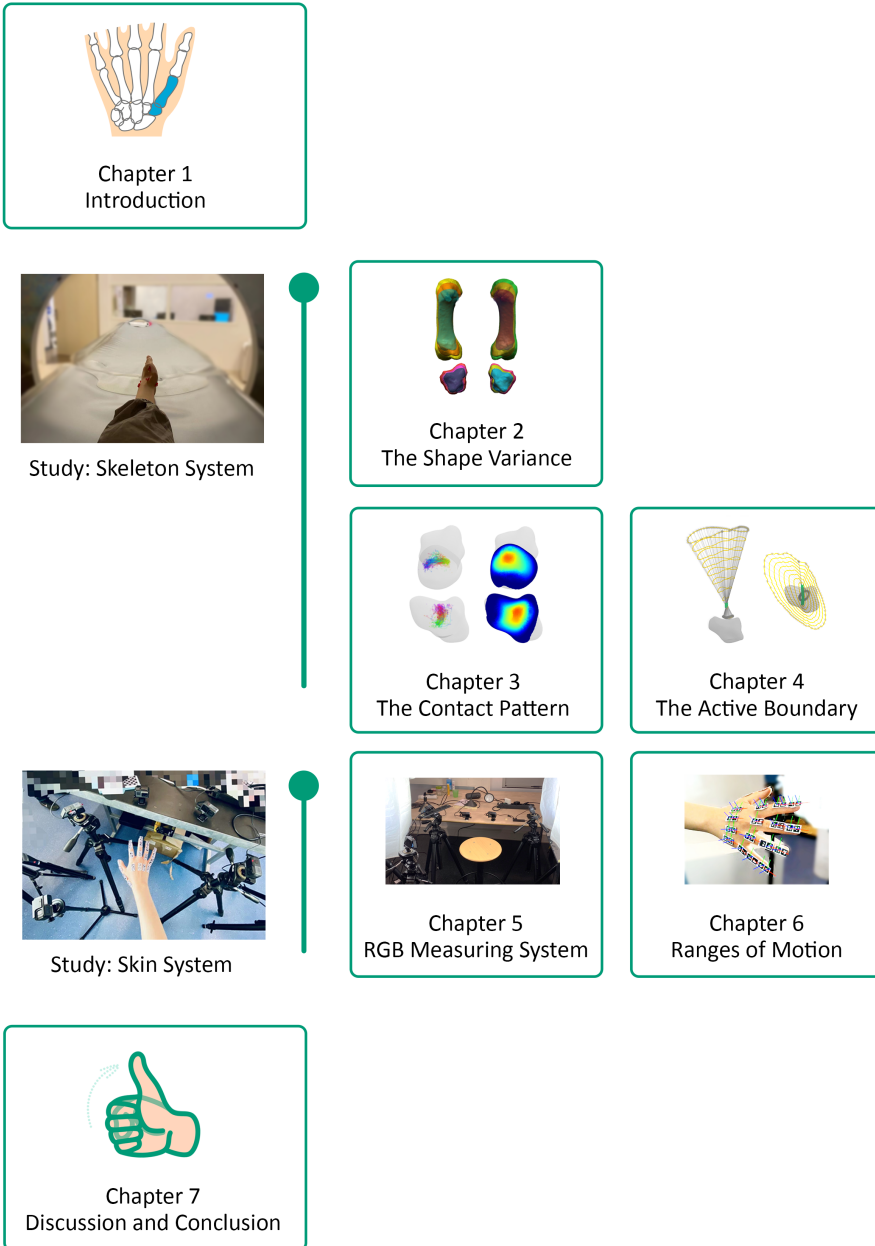 Chapter 1
Introduction
Study: Skeleton System
Chapter 2
The Shape Variance
Chapter 3
The Contact Pattern
Chapter 4
The Active Boundary
Study: Skin System
Chapter 5
RGB Measuring System
Chapter 6
Ranges of Motion
Chapter 7
Discussion and Conclusion